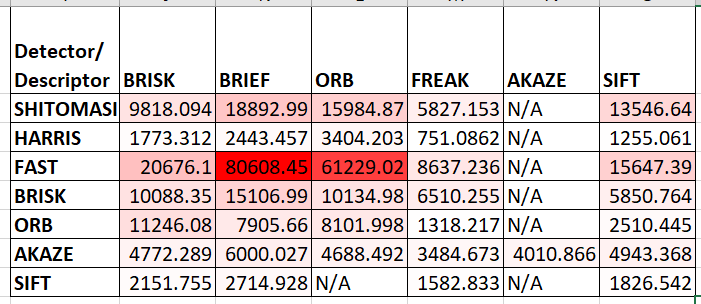 Detector/
Descriptor BRISK BRIEF ORB FREAK AKAZE SIFT
SHITOMASI 9818.094 18892.99 15984.87 5827.153 N/A 13546.64
HARRIS 1773.312 2443.457 3404.203 751.0862 N/A 1255.061
FAST 20676.1 80608.45 61229.02 8637.236 N/A 15647.39
BRISK 10088.35 15106.99 10134.98 6510.255 N/A 5850.764
ORB 11246.08 7905.66 8101.998 1318.217 N/A 2510.445
AKAZE 4772.289 6000.027 4688.492 3484.673 4010.866 4943.368
SIFT 2151.755 2714.928 N/A 1582.833 N/A 1826.542